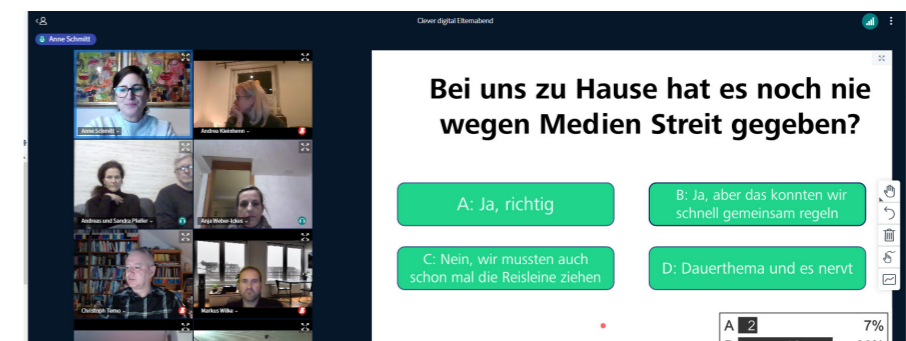 Clever digital Elternabend
Anne Schmitt
Bei uns zu Hause hat es noch nie
wegen Medien Streit gegeben?
Anne Schmitt
Andrea Kleinhenn
Andreas und Sandra Pfeifer
Anja Weber-Ickes
Christoph Terno
Markus Wilke
A: Ja, richtig
B: Ja, aber das konnten wir
schnell gemeinsam regeln
C: Nein, wir mussten auch
schon mal die Reisleine ziehen
D: Dauerthema und es nervt
A 2 7%